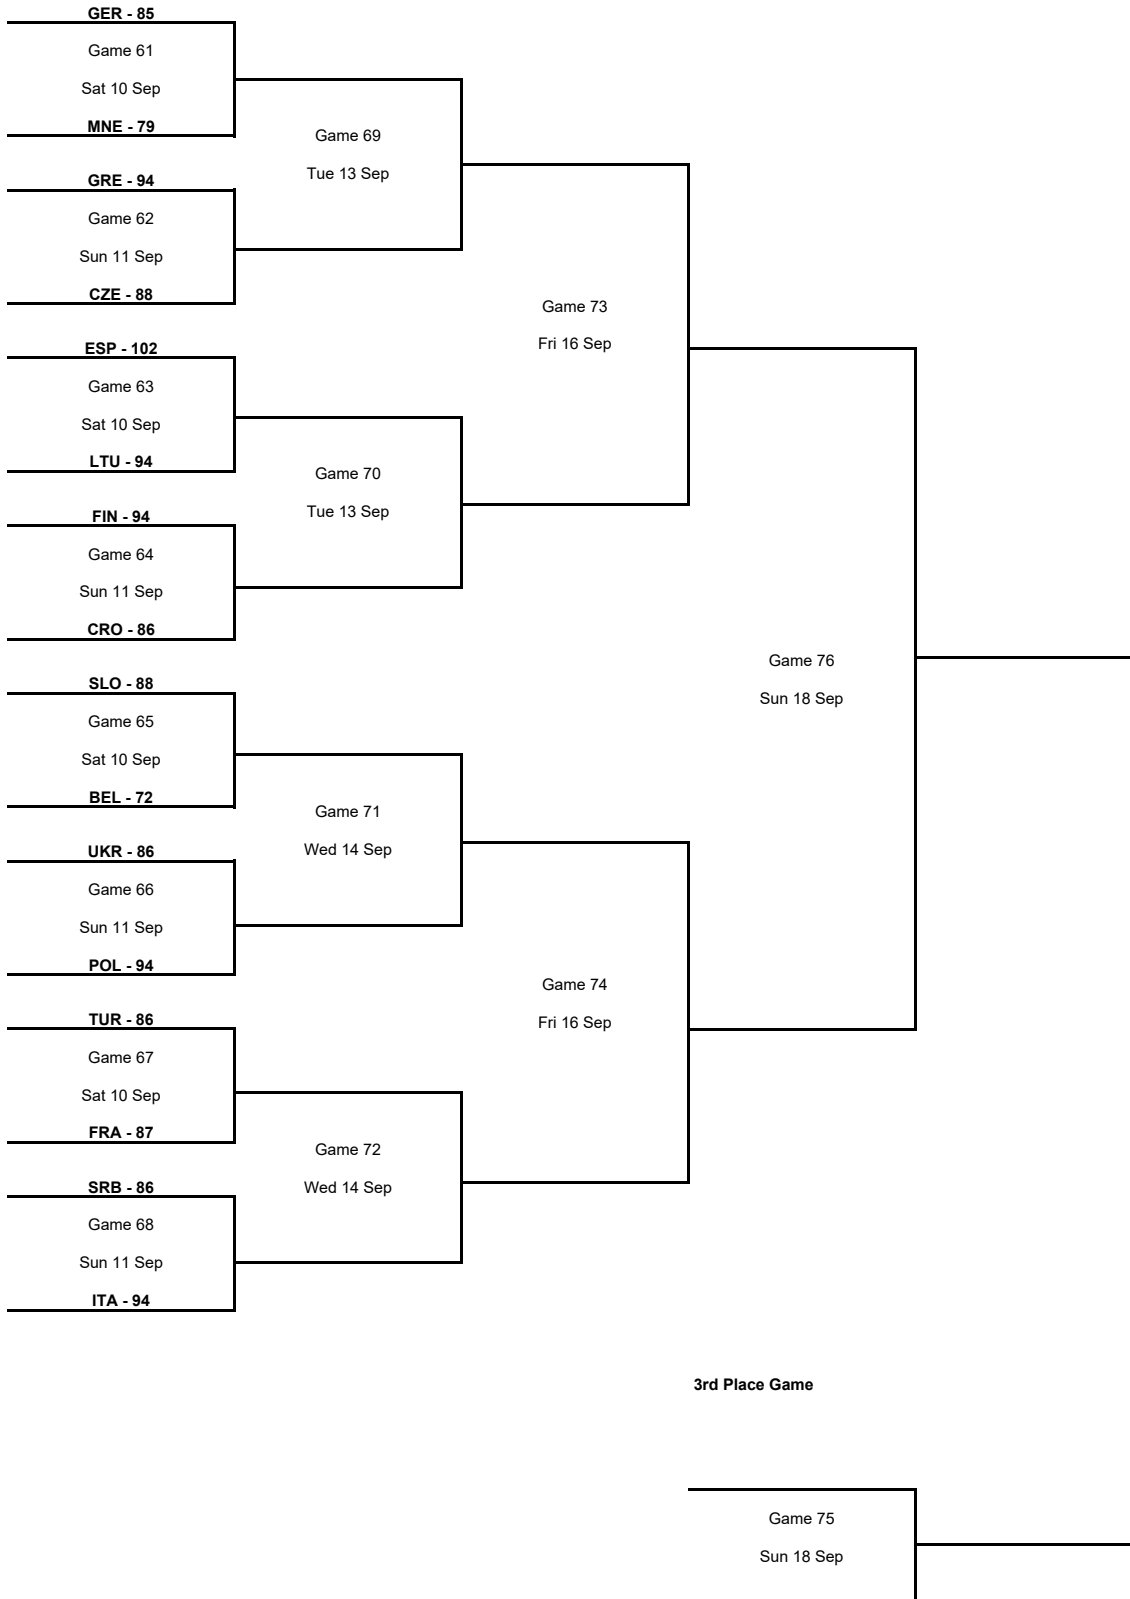 GER - 85
Game 61
Sat 10 Sep
MNE - 79
Game 69
Tue 13 Sep
GRE - 94
Game 62
Sun 11 Sep
CZE - 88
Game 73
Fri 16 Sep
ESP - 102
Game 63
Sat 10 Sep
LTU - 94
Game 70
Tue 13 Sep
FIN - 94
Game 64
Sun 11 Sep
CRO - 86
Game 76
Sun 18 Sep
SLO - 88
Game 65
Sat 10 Sep
BEL - 72
Game 71
Wed 14 Sep
UKR - 86
Game 66
Sun 11 Sep
POL - 94
Game 74
Fri 16 Sep
TUR - 86
Game 67
Sat 10 Sep
FRA - 87
Game 72
Wed 14 Sep
SRB - 86
Game 68
Sun 11 Sep
ITA - 94
3rd Place Game
Game 75
Sun 18 Sep